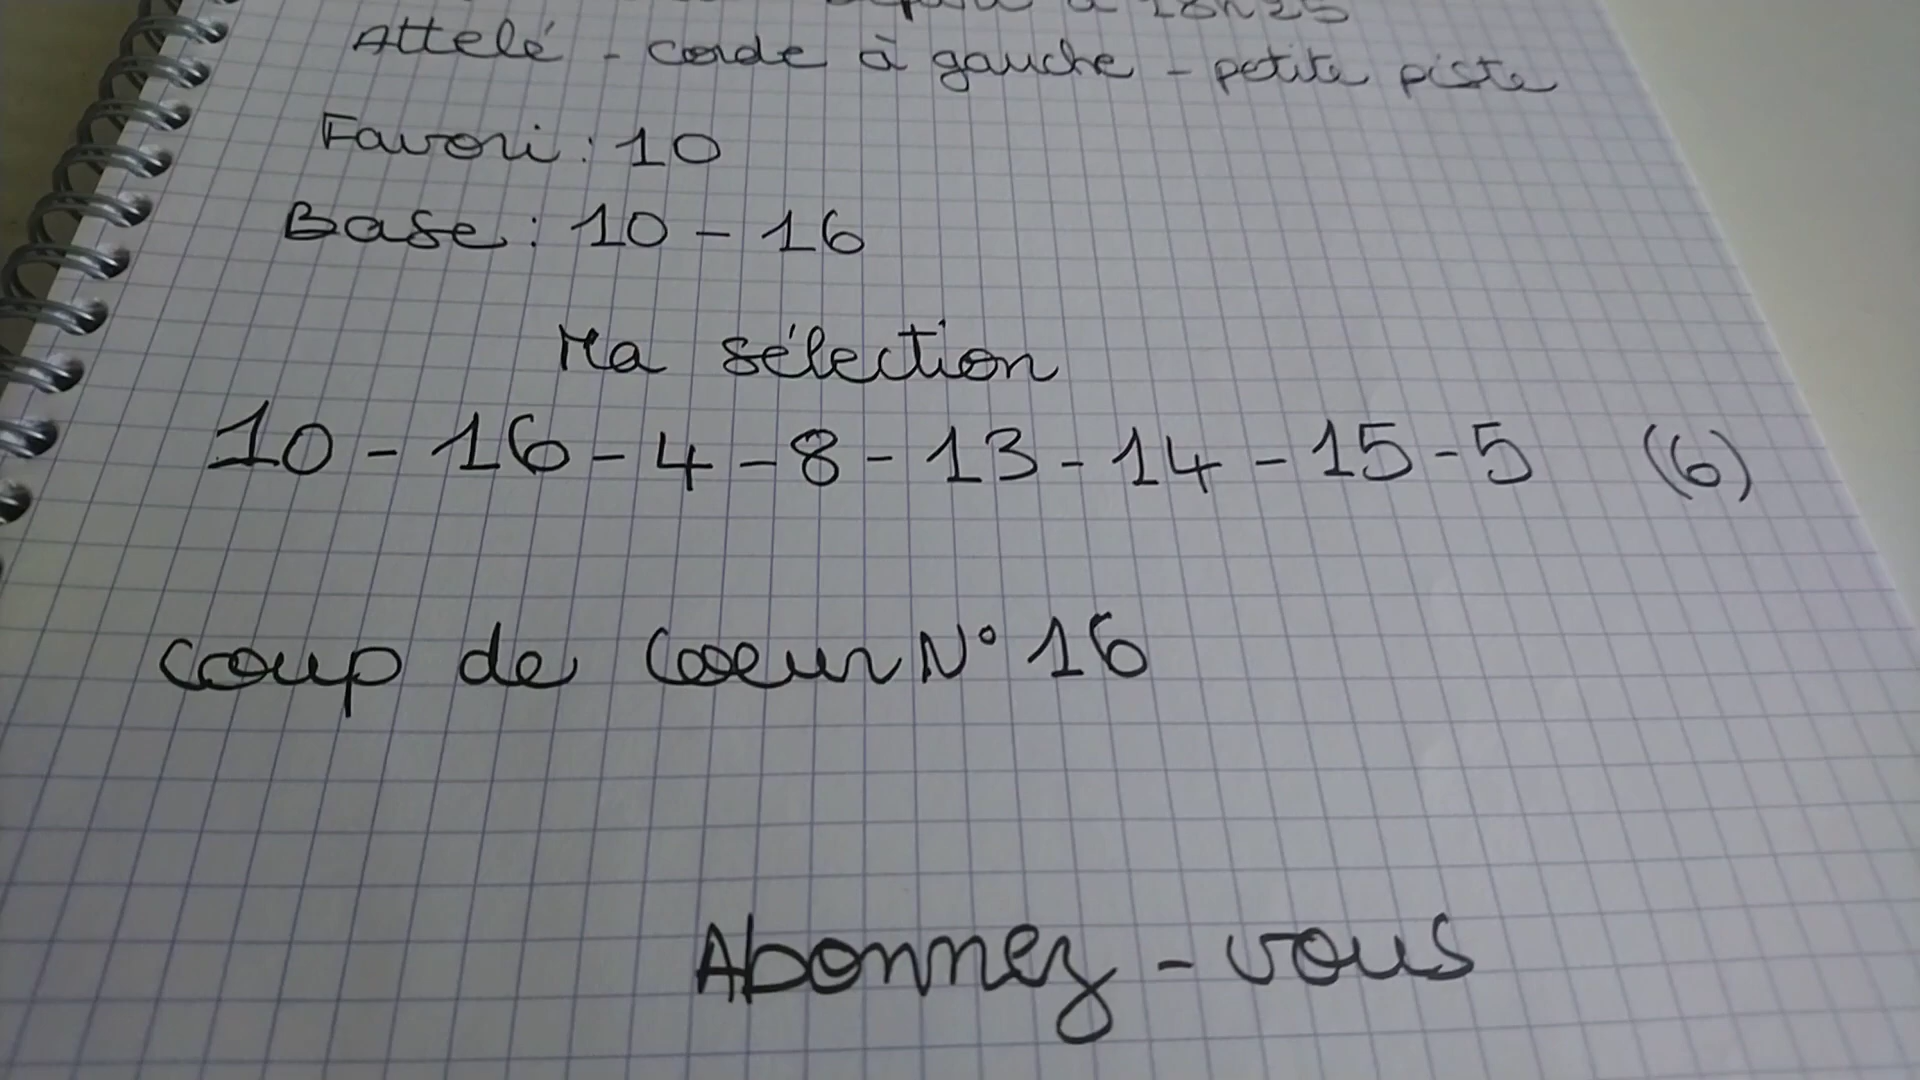 à 18h25
Attelé - corde à gauche - petite piste
Favori : 10
Base : 10 - 16
Ma sélection
10 - 16 - 4 - 8 - 13 - 14 - 15 - 5 (6)
coup de Coeur N° 16
Abonnez - vous